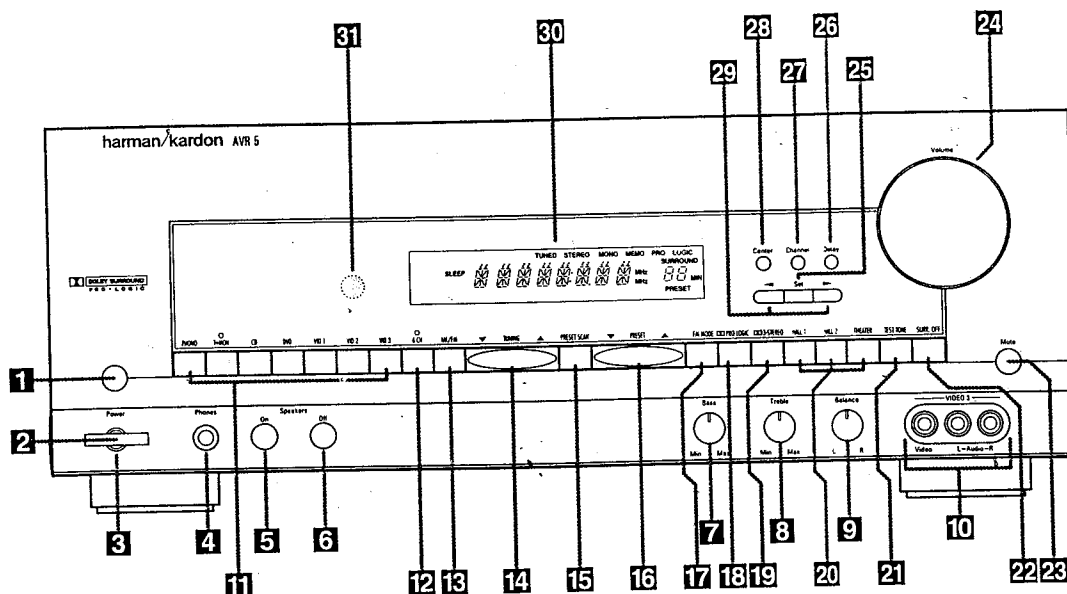 31 30 28 26 24
29 27 25
harman/kardon AVR 5
Volume
Center Channel Delay
TUNED STEREO MONO MEMO PRO LOGIC
SURROUND
SLEEP MHz MIN
MHz PRESET
DOLBY SURROUND
PRO·LOGIC
Set
PHONO T-MON CD DVD VID 1 VID 2 VID 3 6 CH AM/FM TUNING PRESET SCAN PRESET FM MODE PRO LOGIC 3-STEREO HALL 1 HALL 2 THEATER TEST TONE SURR. OFF
Mute
1
Power Phones Speakers
On Off
Bass Treble Balance
VIDEO 3
2
Min Max Min Max L R
Video L-Audio-R
3 4 5 6 7 8 9 10
11 12 13 14 15 16 17 18 19 20 21 22 23